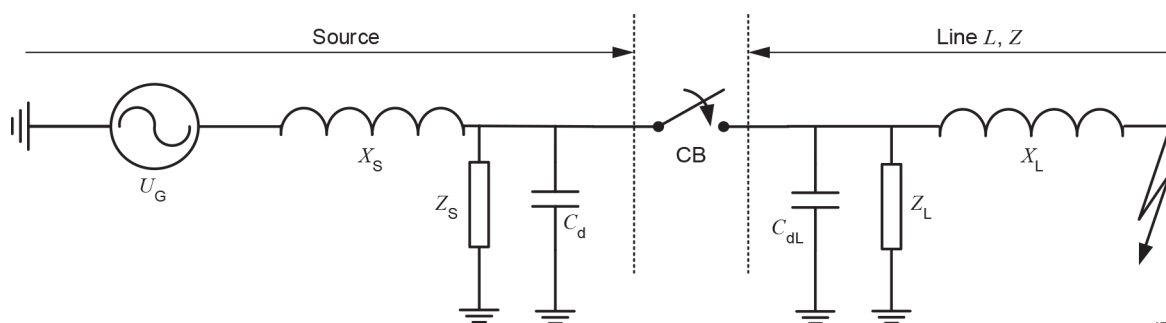 Source
Line L, Z
X_S
CB
X_L
U_G
Z_S
C_d
C_dL
Z_L